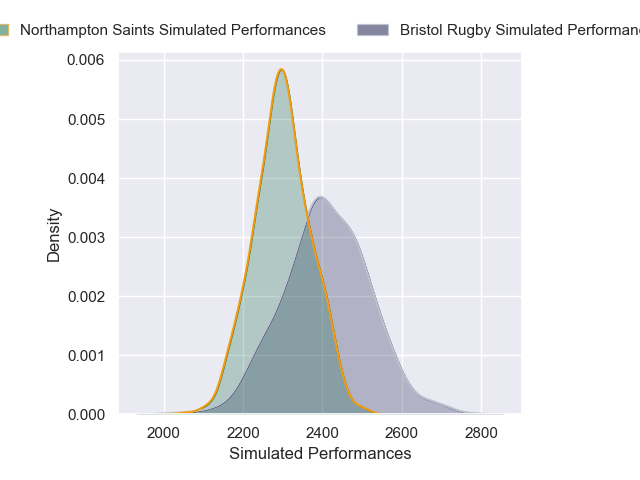 Northampton Saints Simulated Performances
Bristol Rugby Simulated
0.006
0.005
0.004
0.003
0.002
0.001
0.000
Density
2000 2200 2400 2600 2800
Simulated Performances